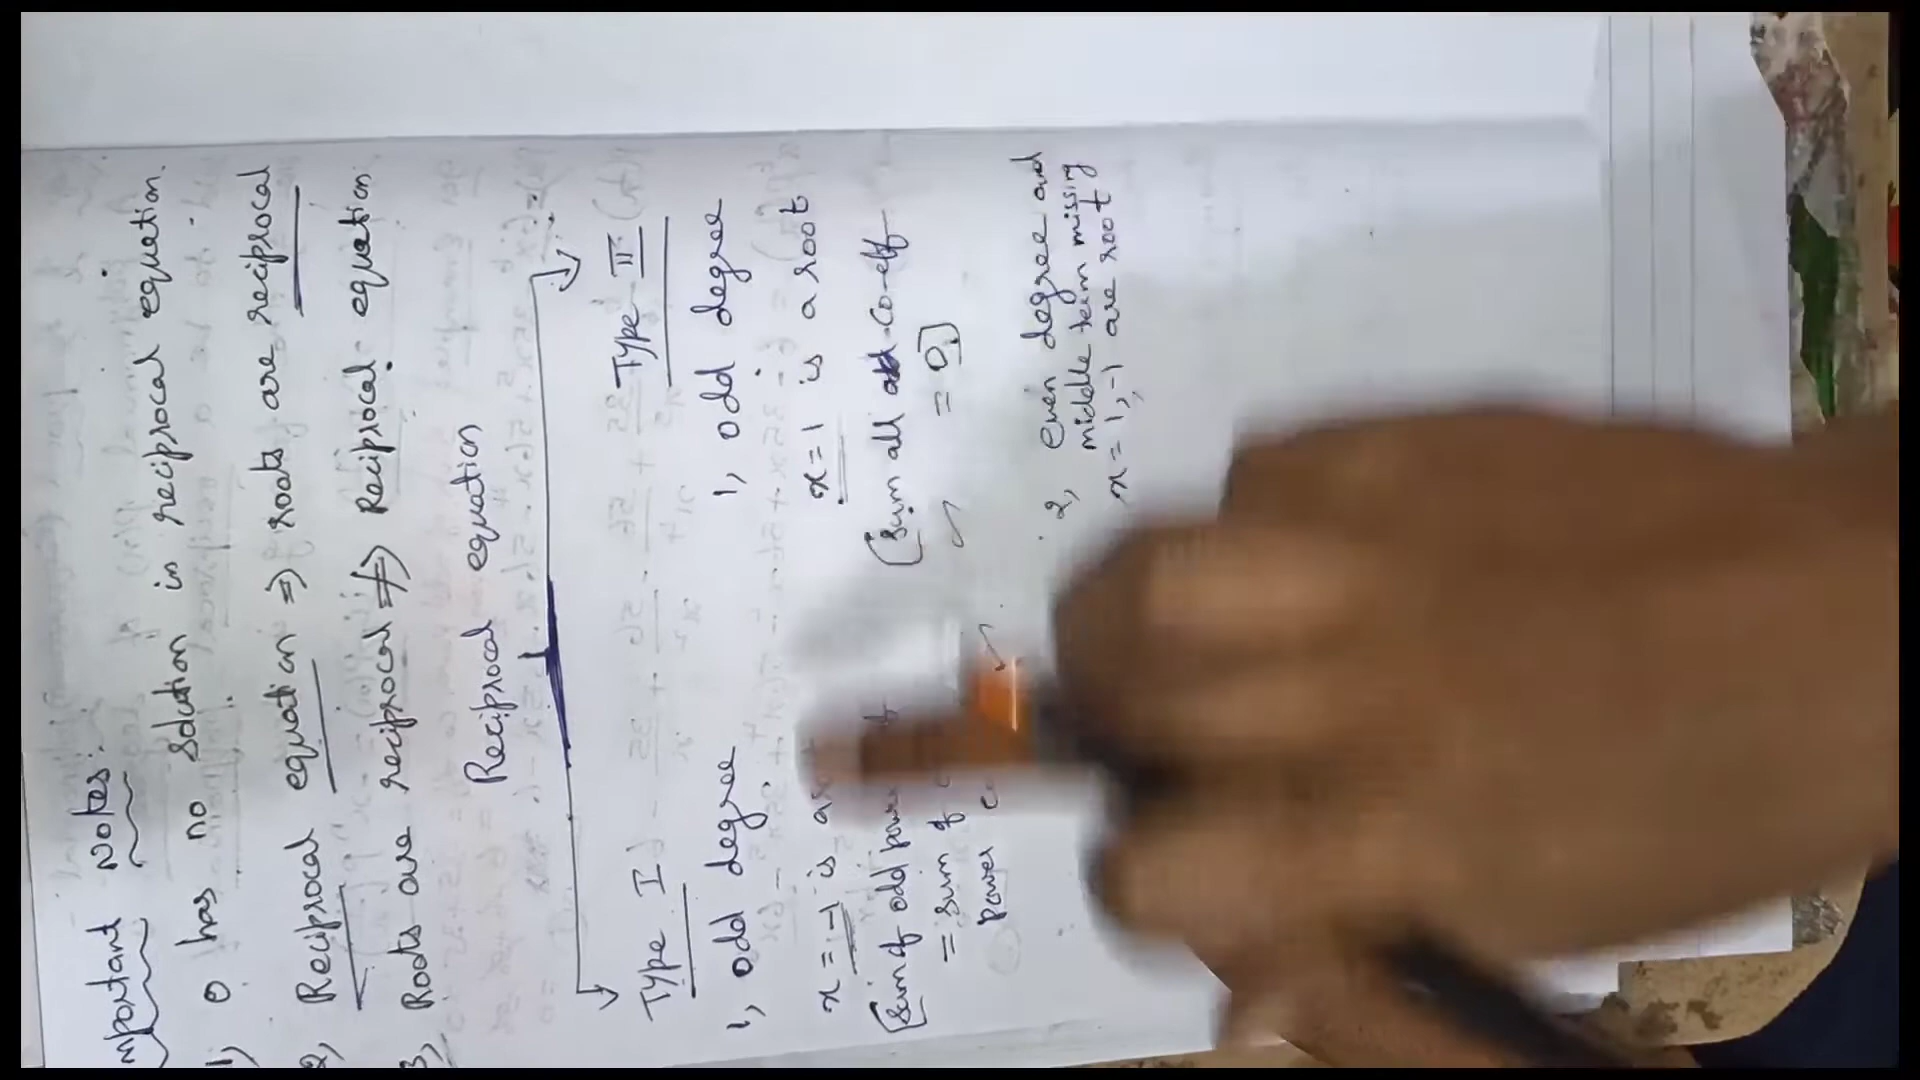 Important Notes:
1, 0 has no solution in reciprocal equation.
2, Reciprocal equation ⇒ roots are reciprocal
3, Roots are reciprocal ⇏ Reciprocal equation.
Reciprocal equation
Type I
1, odd degree
x = -1 is a
[Sum of odd power
= Sum of
power
Type II
1, odd degree
x = 1 is a root
[Sum all Co-eff
= 0]
2, even degree and
middle term missing
x = 1, -1 are root